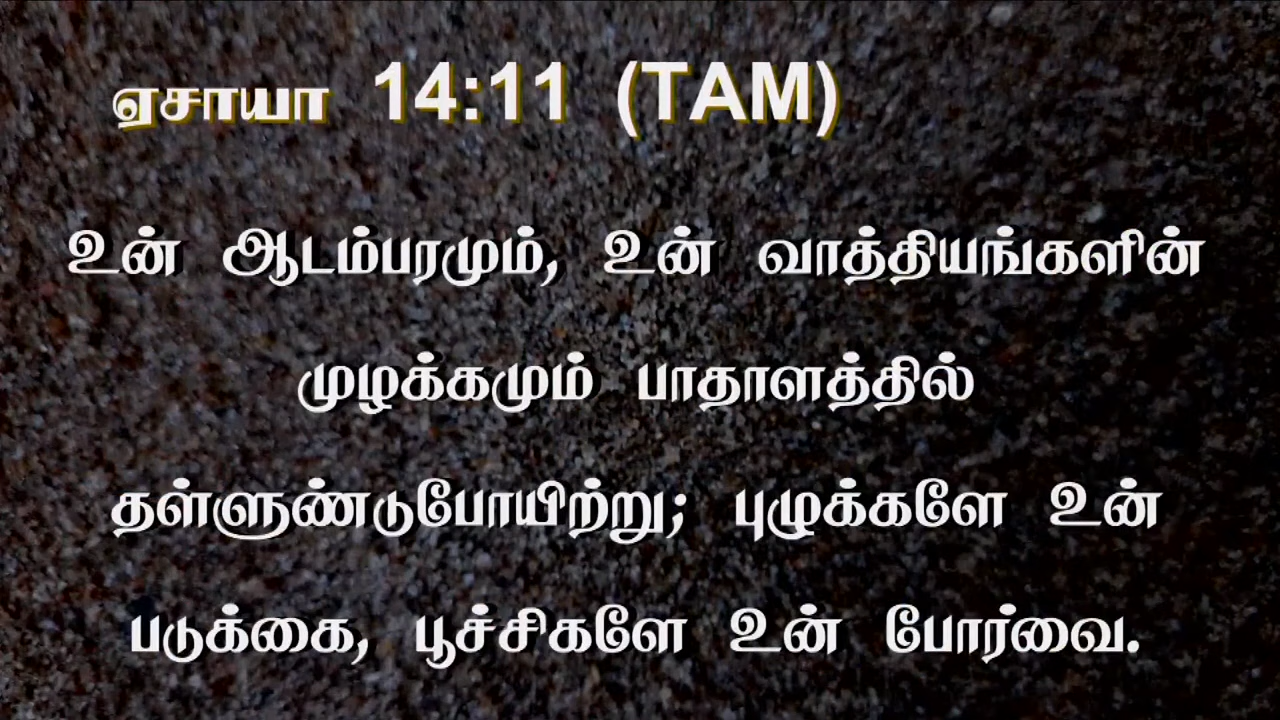 ஏசாயா 14:11 (TAM)
உன் ஆடம்பரமும், உன் வாத்தியங்களின்
முழக்கமும் பாதாளத்தில்
தள்ளுண்டுபோயிற்று; புழுக்களே உன்
படுக்கை, பூச்சிகளே உன் போர்வை.